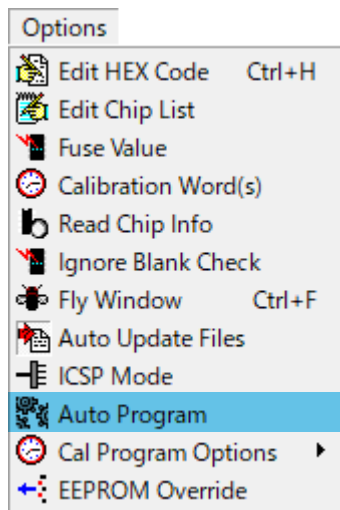 Options
Edit HEX Code Ctrl+H
Edit Chip List
Fuse Value
Calibration Word(s)
Read Chip Info
Ignore Blank Check
Fly Window Ctrl+F
Auto Update Files
ICSP Mode
Auto Program
Cal Program Options
EEPROM Override